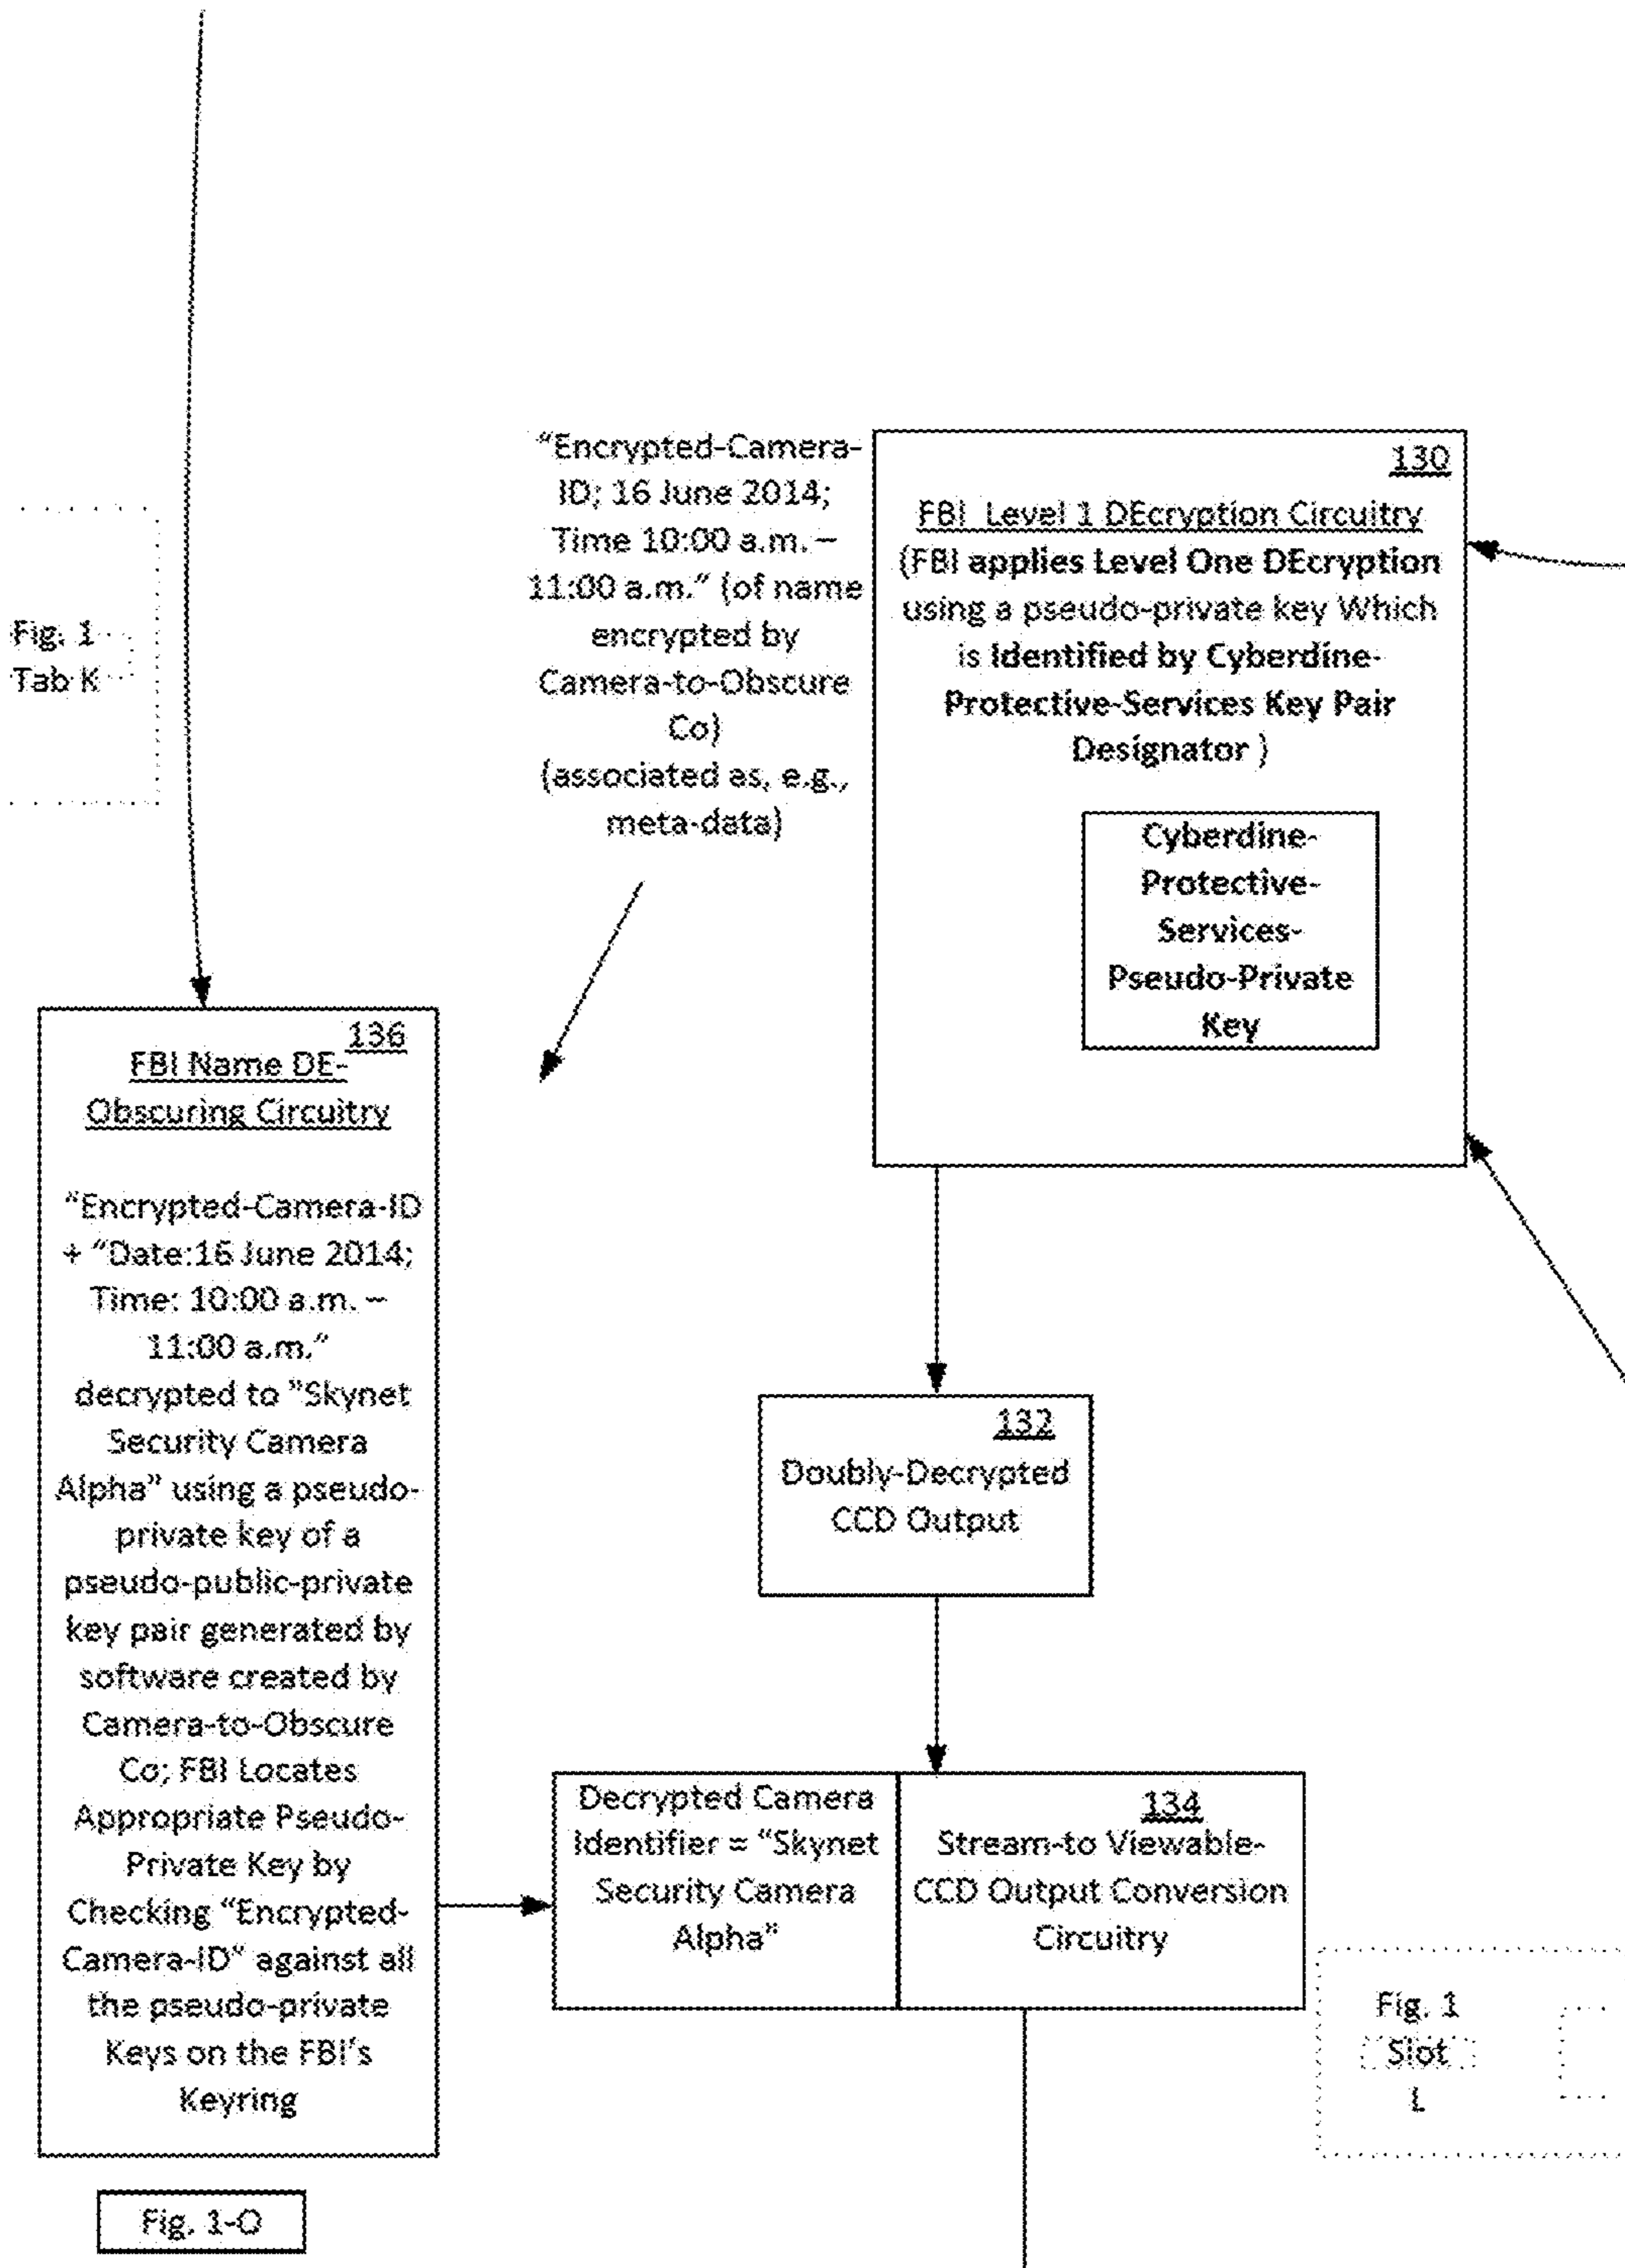 "Encrypted-Camera-
ID; 16 June 2014;
Time 10:00 a.m. –
11:00 a.m." (of name
encrypted by
Camera-to-Obscure
Co)
(associated as, e.g.,
meta-data)
130
FBI Level 1 DEcryption Circuitry
(FBI applies Level One DEcryption
using a pseudo-private key Which
is Identified by Cyberdine-
Protective-Services Key Pair
Designator )
Cyberdine-
Protective-
Services-
Pseudo-Private
Key
Fig. 1
Tab K
136
FBI Name DE-
Obscuring Circuitry
"Encrypted-Camera-ID
+ "Date:16 June 2014;
Time: 10:00 a.m. –
11:00 a.m."
decrypted to "Skynet
Security Camera
Alpha" using a pseudo-
private key of a
pseudo-public-private
key pair generated by
software created by
Camera-to-Obscure
Co; FBI Locates
Appropriate Pseudo-
Private Key by
Checking "Encrypted-
Camera-ID" against all
the pseudo-private
Keys on the FBI's
Keyring
132
Doubly-Decrypted
CCD Output
Decrypted Camera
Identifier = "Skynet
Security Camera
Alpha"
134
Stream-to Viewable-
CCD Output Conversion
Circuitry
Fig. 1
Slot
L
Fig. 1-O